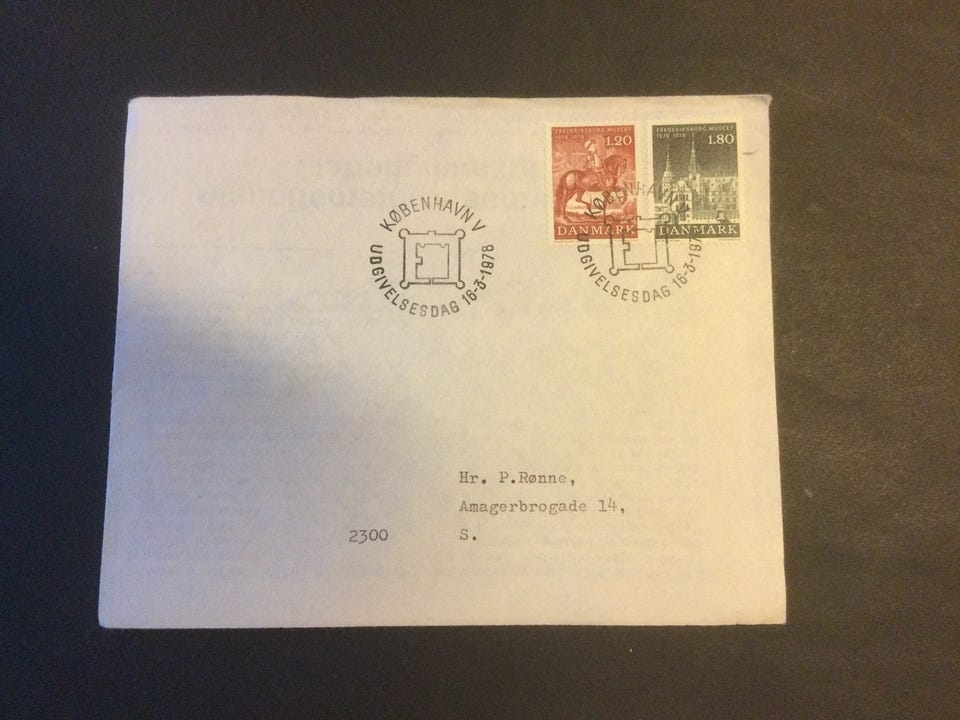 FREDERIKSBORG MUSEET
1878 1978
1.20
DANMARK
FREDERIKSBORG MUSEET
1878 1978
1.80
DANMARK
KØBENHAVN V
UDGIVELSESDAG 16-3-1978
KØBENHAVN V
UDGIVELSESDAG 16-3-197
Hr. P.Rønne,
Amagerbrogade 14,
2300 S.